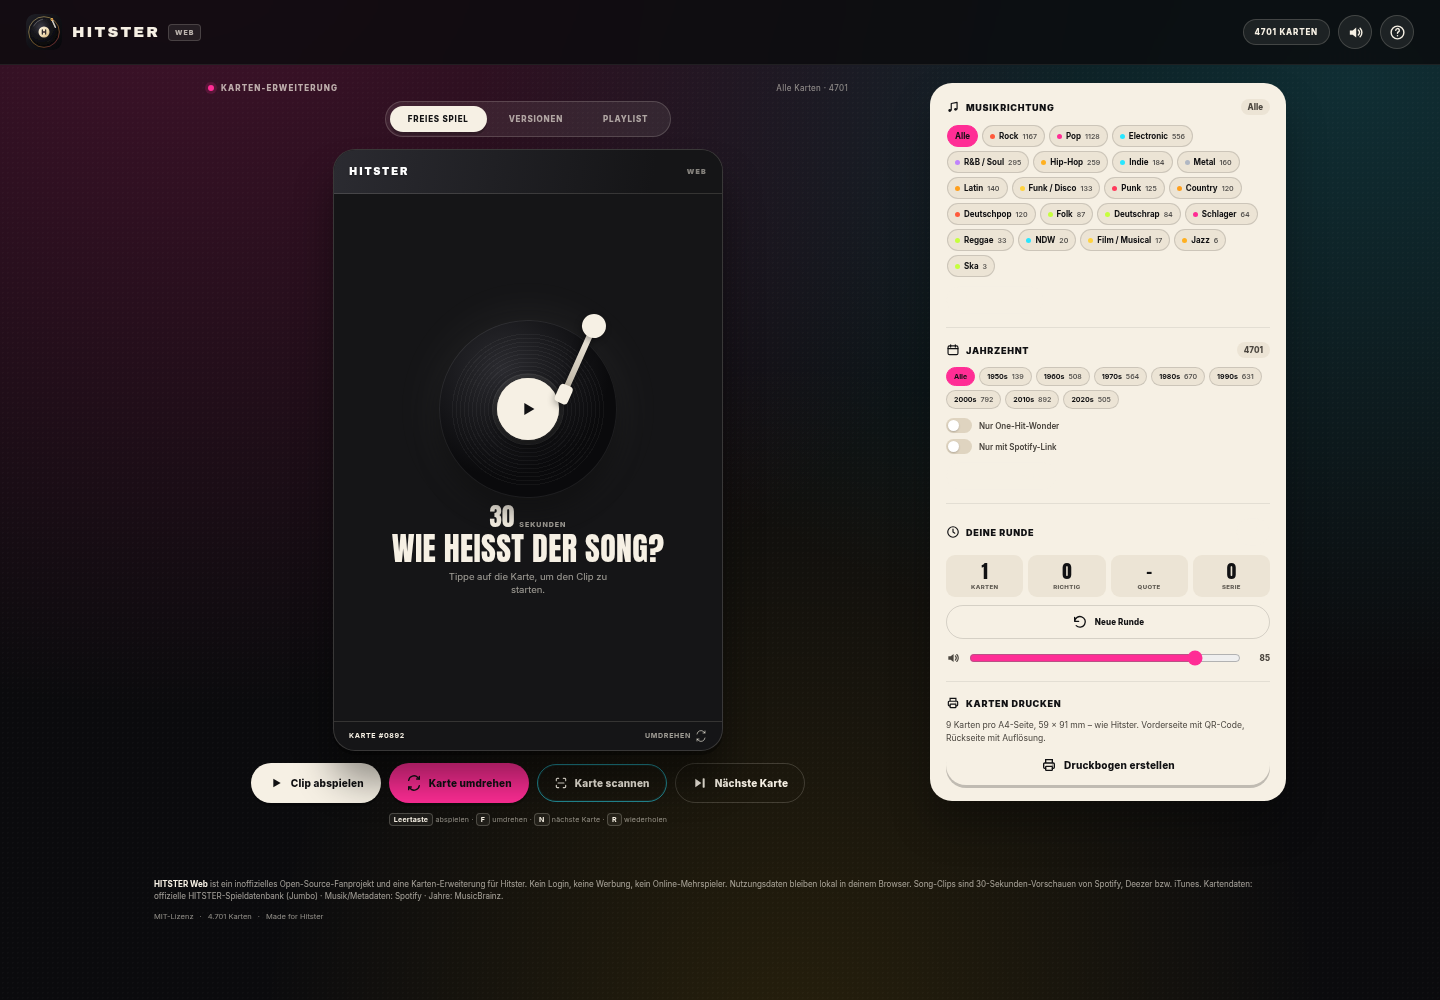 H HITSTER WEB
4701 KARTEN
KARTEN-ERWEITERUNG
Alle Karten · 4701
FREIES SPIEL VERSIONEN PLAYLIST
HITSTER WEB
30 SEKUNDEN
WIE HEISST DER SONG?
Tippe auf die Karte, um den Clip zu
starten.
KARTE #0892 UMDREHEN
Clip abspielen Karte umdrehen Karte scannen Nächste Karte
Leertaste abspielen · F umdrehen · N nächste Karte · R wiederholen
MUSIKRICHTUNG Alle
Alle Rock 1167 Pop 1128 Electronic 556
R&B / Soul 295 Hip-Hop 259 Indie 184 Metal 160
Latin 140 Funk / Disco 133 Punk 125 Country 120
Deutschpop 120 Folk 87 Deutschrap 84 Schlager 64
Reggae 33 NDW 20 Film / Musical 17 Jazz 6
Ska 3
JAHRZEHNT 4701
Alle 1950s 139 1960s 508 1970s 564 1980s 670 1990s 631
2000s 792 2010s 892 2020s 505
Nur One-Hit-Wonder
Nur mit Spotify-Link
DEINE RUNDE
1 0 - 0
KARTEN RICHTIG QUOTE SERIE
Neue Runde
85
KARTEN DRUCKEN
9 Karten pro A4-Seite, 59 × 91 mm – wie Hitster. Vorderseite mit QR-Code,
Rückseite mit Auflösung.
Druckbogen erstellen
HITSTER Web ist ein inoffizielles Open-Source-Fanprojekt und eine Karten-Erweiterung für Hitster. Kein Login, keine Werbung, kein Online-Mehrspieler. Nutzungsdaten bleiben lokal in deinem Browser. Song-Clips sind 30-Sekunden-Vorschauen von Spotify, Deezer bzw. iTunes. Kartendaten:
offizielle HITSTER-Spieldatenbank (Jumbo) · Musik/Metadaten: Spotify · Jahre: MusicBrainz.
MIT-Lizenz · 4.701 Karten · Made for Hitster